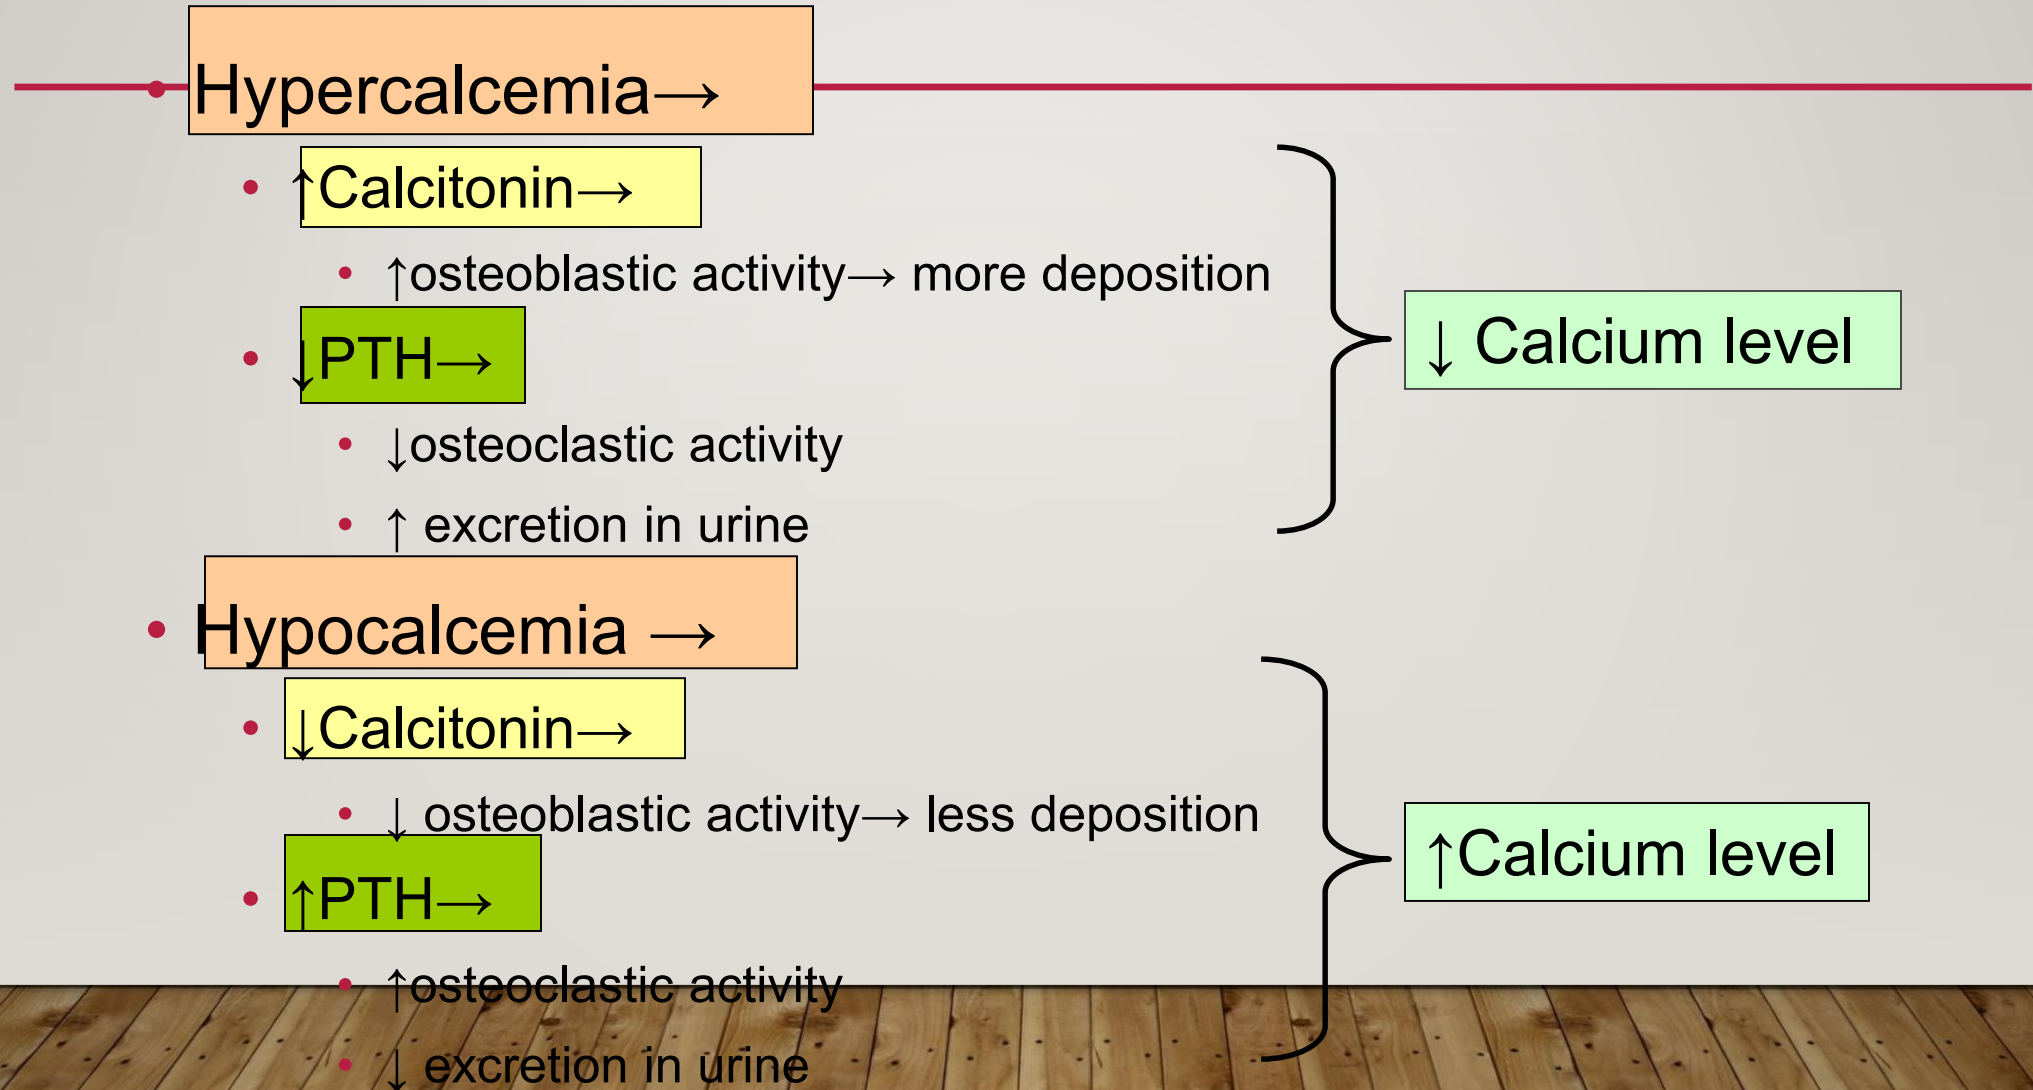 • Hypercalcemia→
• ↑Calcitonin→
• ↑osteoblastic activity→ more deposition
• ↓PTH→
• ↓osteoclastic activity
• ↑ excretion in urine
↓ Calcium level
• Hypocalcemia →
• ↓Calcitonin→
• ↓ osteoblastic activity→ less deposition
• ↑PTH→
• ↑osteoclastic activity
• ↓ excretion in urine
↑Calcium level